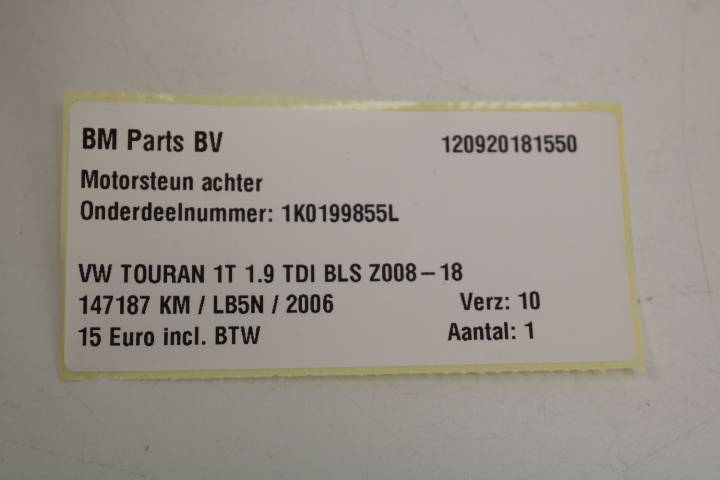 BM Parts BV 120920181550
Motorsteun achter
Onderdeelnummer: 1K0199855L
VW TOURAN 1T 1.9 TDI BLS Z008-18
147187 KM / LB5N / 2006 Verz: 10
15 Euro incl. BTW Aantal: 1